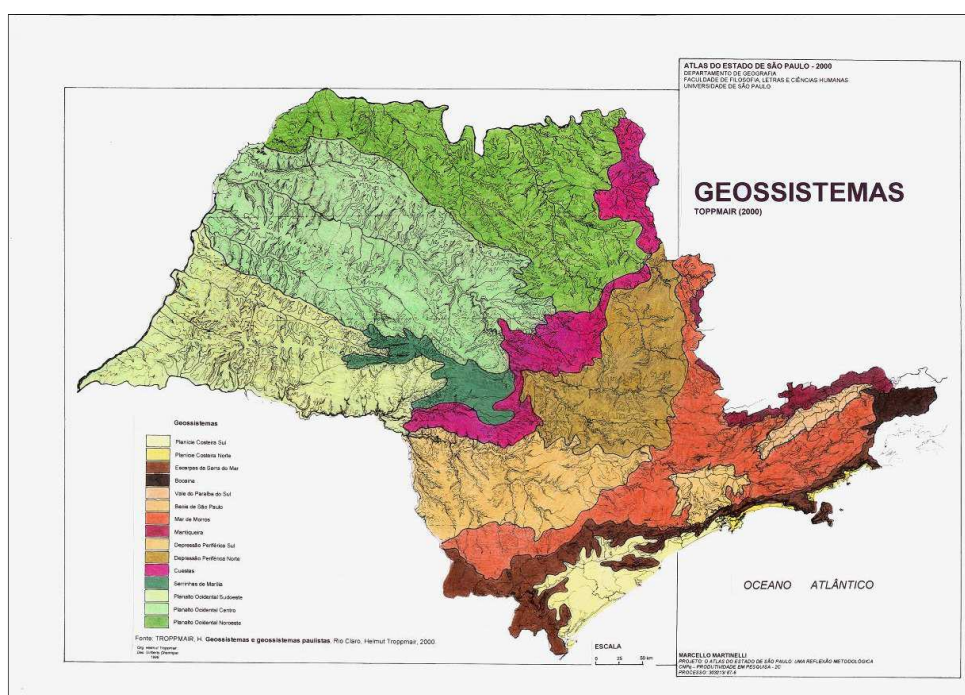 ATLAS DO ESTADO DE SÃO PAULO - 2000
DEPARTAMENTO DE GEOGRAFIA
FACULDADE DE FILOSOFIA, LETRAS E CIÊNCIAS HUMANAS
UNIVERSIDADE DE SÃO PAULO
GEOSSISTEMAS
TOPPMAIR (2000)
Geossistemas
Planície Costeira Sul
Planície Costeira Norte
Escarpas da Serra do Mar
Bocaina
Vale do Paraíba do Sul
Bacia de São Paulo
Mar de Morros
Mantiqueira
Depressão Periférica Sul
Depressão Periférica Norte
Cuestas
Serrinhas de Marília
Planalto Ocidental Sudoeste
Planalto Ocidental Centro
Planalto Ocidental Noroeste
OCEANO ATLÂNTICO
Fonte: TROPPMAIR, H. Geossistemas e geossistemas paulistas. Rio Claro, Helmut Troppmair, 2000.
Org. Helmut Troppmair
1999
ESCALA
0 25 50 km
MARCELLO MARTINELLI
PROJETO: O ATLAS DO ESTADO DE SÃO PAULO: UMA REFLEXÃO METODOLÓGICA
CNPq - PRODUTIVIDADE EM PESQUISA - 2C
PROCESSO: